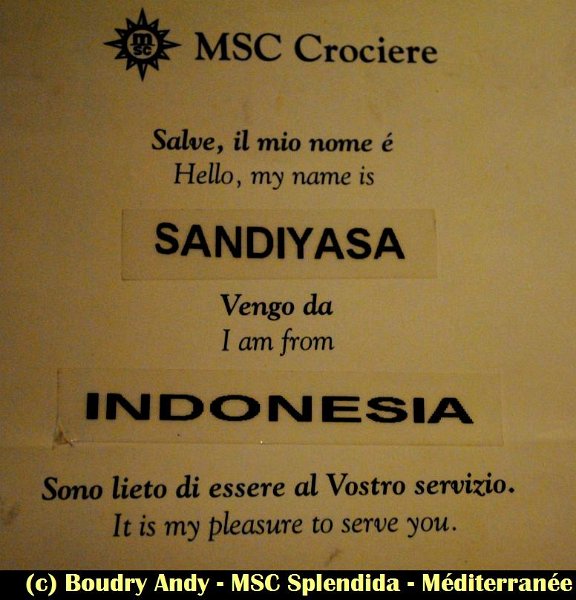 m
sc
MSC Crociere
Salve, il mio nome é
Hello, my name is
SANDIYASA
Vengo da
I am from
INDONESIA
Sono lieto di essere al Vostro servizio.
It is my pleasure to serve you.
(c) Boudry Andy - MSC Splendida - Méditerranée